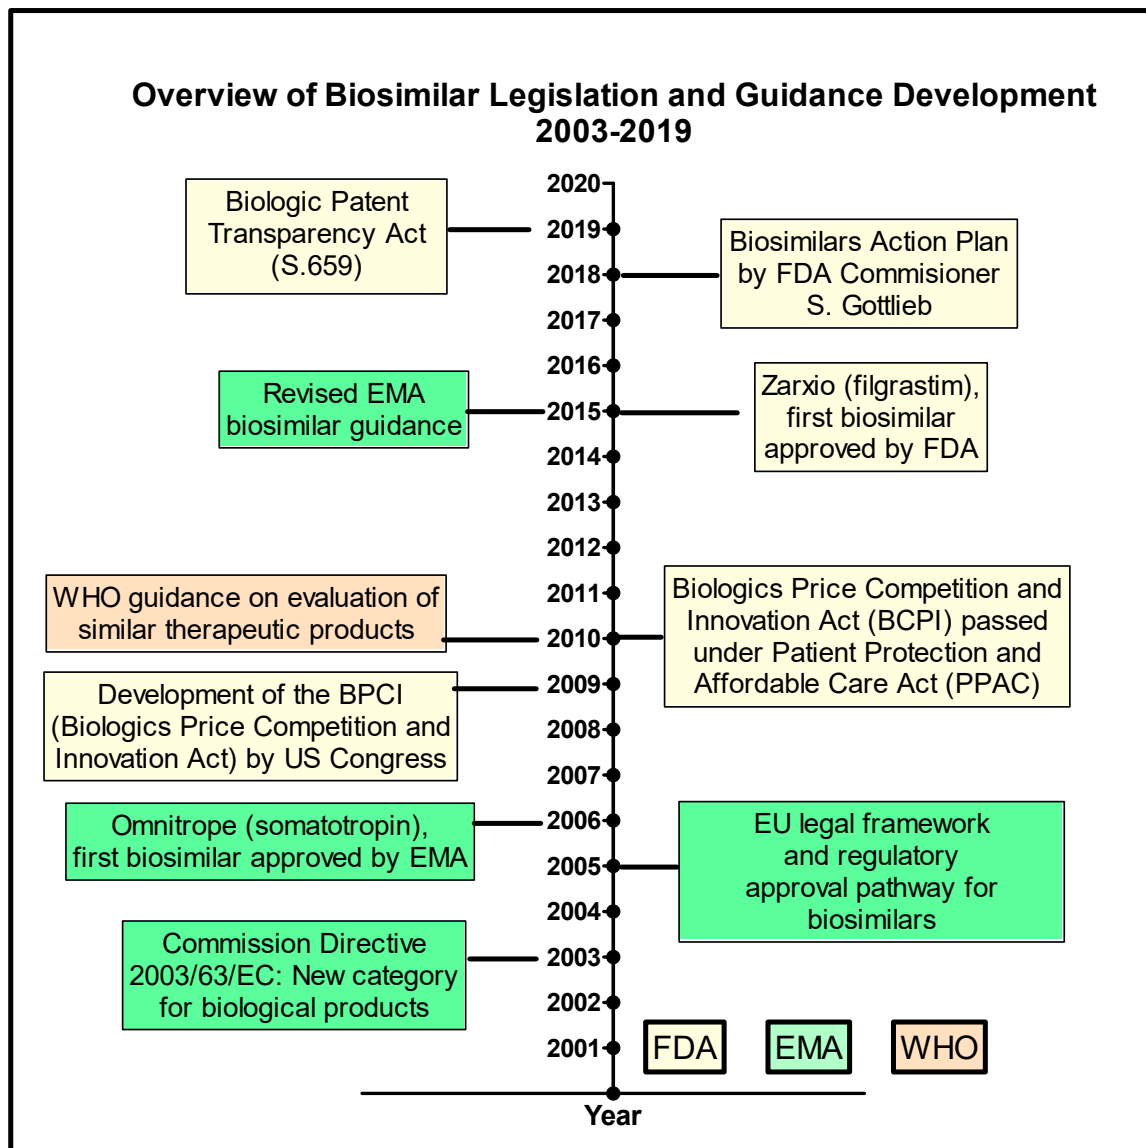 Overview of Biosimilar Legislation and Guidance Development
2003-2019
2020
Biologic Patent
Transparency Act
(S.659)
2019
Biosimilars Action Plan
by FDA Commisioner
S. Gottlieb
2018
2017
2016
Revised EMA
biosimilar guidance
2015
Zarxio (filgrastim),
first biosimilar
approved by FDA
2014
2013
2012
2011
WHO guidance on evaluation of
similar therapeutic products
2010
Biologics Price Competition and
Innovation Act (BCPI) passed
under Patient Protection and
Affordable Care Act (PPAC)
Development of the BPCI
(Biologics Price Competition and
Innovation Act) by US Congress
2009
2008
2007
Omnitrope (somatotropin),
first biosimilar approved by EMA
2006
EU legal framework
and regulatory
approval pathway for
biosimilars
2005
2004
Commission Directive
2003/63/EC: New category
for biological products
2003
2002
2001
FDA
EMA
WHO
Year